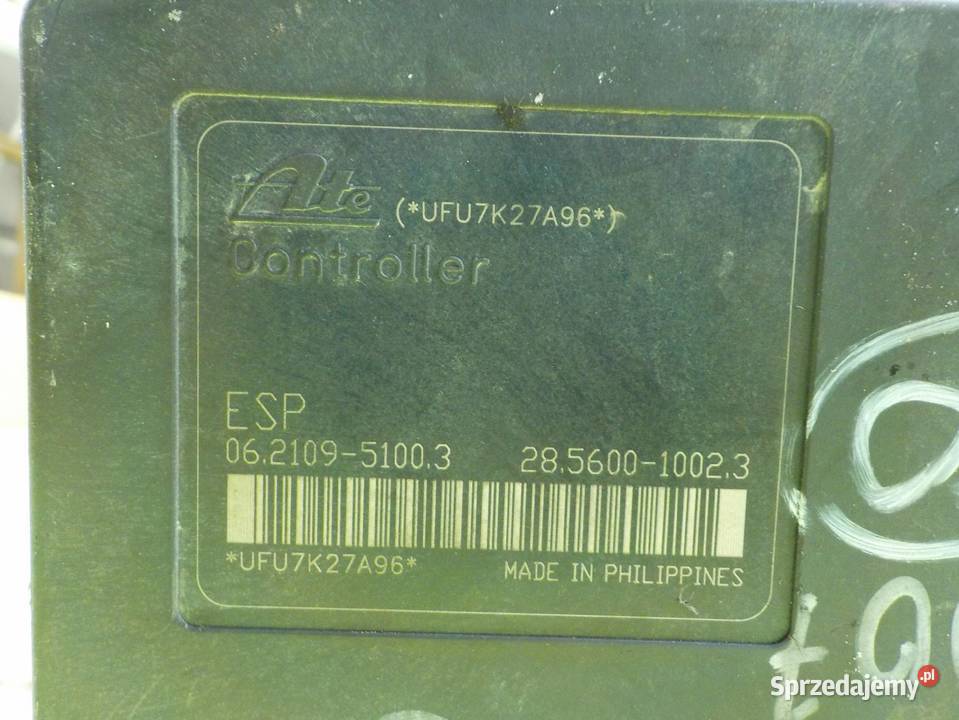 Ate (*UFU7K27A96*)
Controller
ESP
06.2109-5100.3 28.5600-1002.3
*UFU7K27A96* MADE IN PHILIPPINES
Sprzedajemy.pl